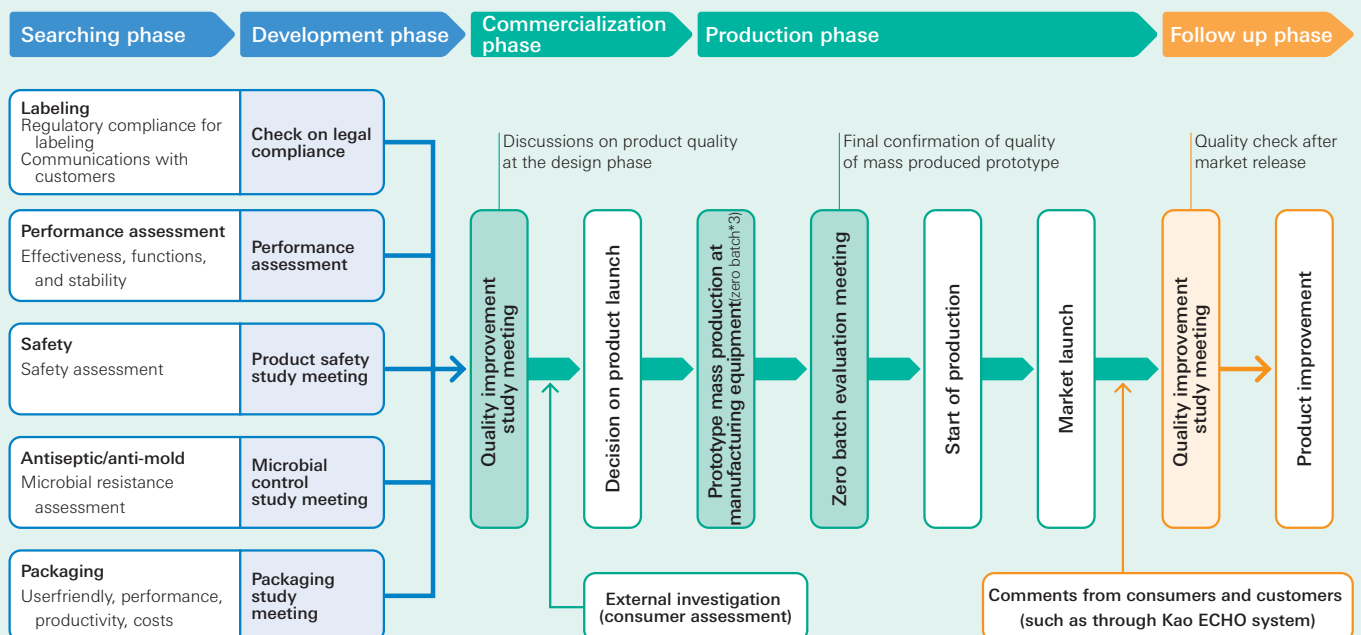 Searching phase
Development phase
Commercialization
phase
Production phase
Follow up phase
Labeling
Regulatory compliance for
labeling
Communications with
customers
Check on legal
compliance
Performance assessment
Effectiveness, functions,
and stability
Performance
assessment
Safety
Safety assessment
Product safety
study meeting
Antiseptic/anti-mold
Microbial resistance
assessment
Microbial
control
study meeting
Packaging
Userfriendly, performance,
productivity, costs
Packaging
study
meeting
Discussions on product quality
at the design phase
Quality improvement
study meeting
Decision on product launch
Prototype mass production at
manufacturing equipment(zero batch*3)
Final confirmation of quality
of mass produced prototype
Zero batch evaluation meeting
Start of production
Market launch
Quality check after
market release
Quality improvement
study meeting
Product improvement
External investigation
(consumer assessment)
Comments from consumers and customers
(such as through Kao ECHO system)